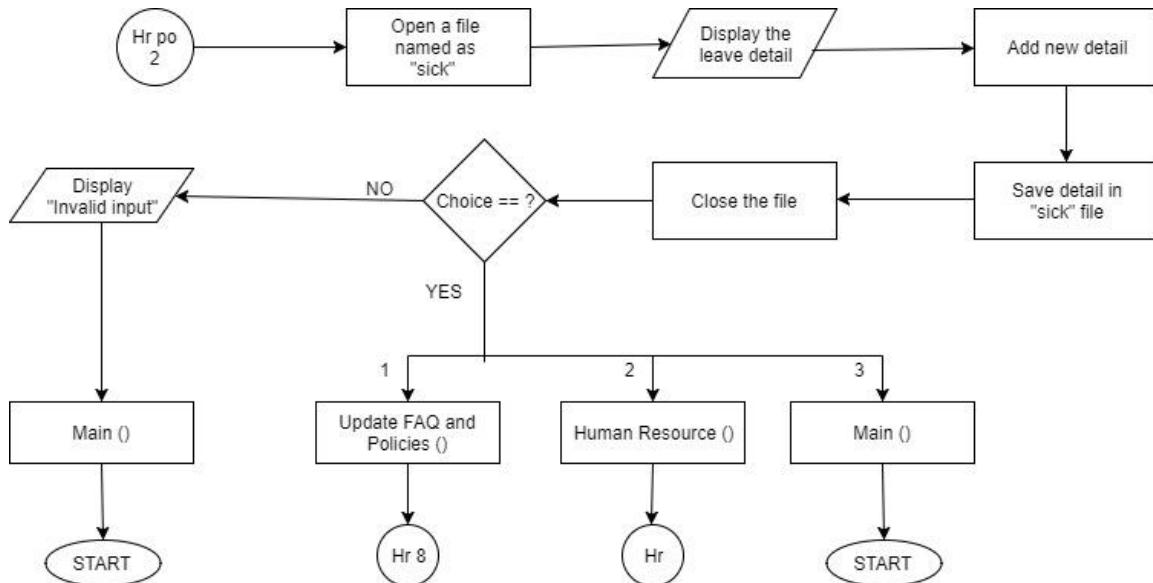 Hr po
2
Open a file
named as
"sick"
Display the
leave detail
Add new detail
Display
"Invalid input"
NO
Choice == ?
Close the file
Save detail in
"sick" file
YES
1
2
3
Main ()
Update FAQ and
Policies ()
Human Resource ()
Main ()
START
Hr 8
Hr
START